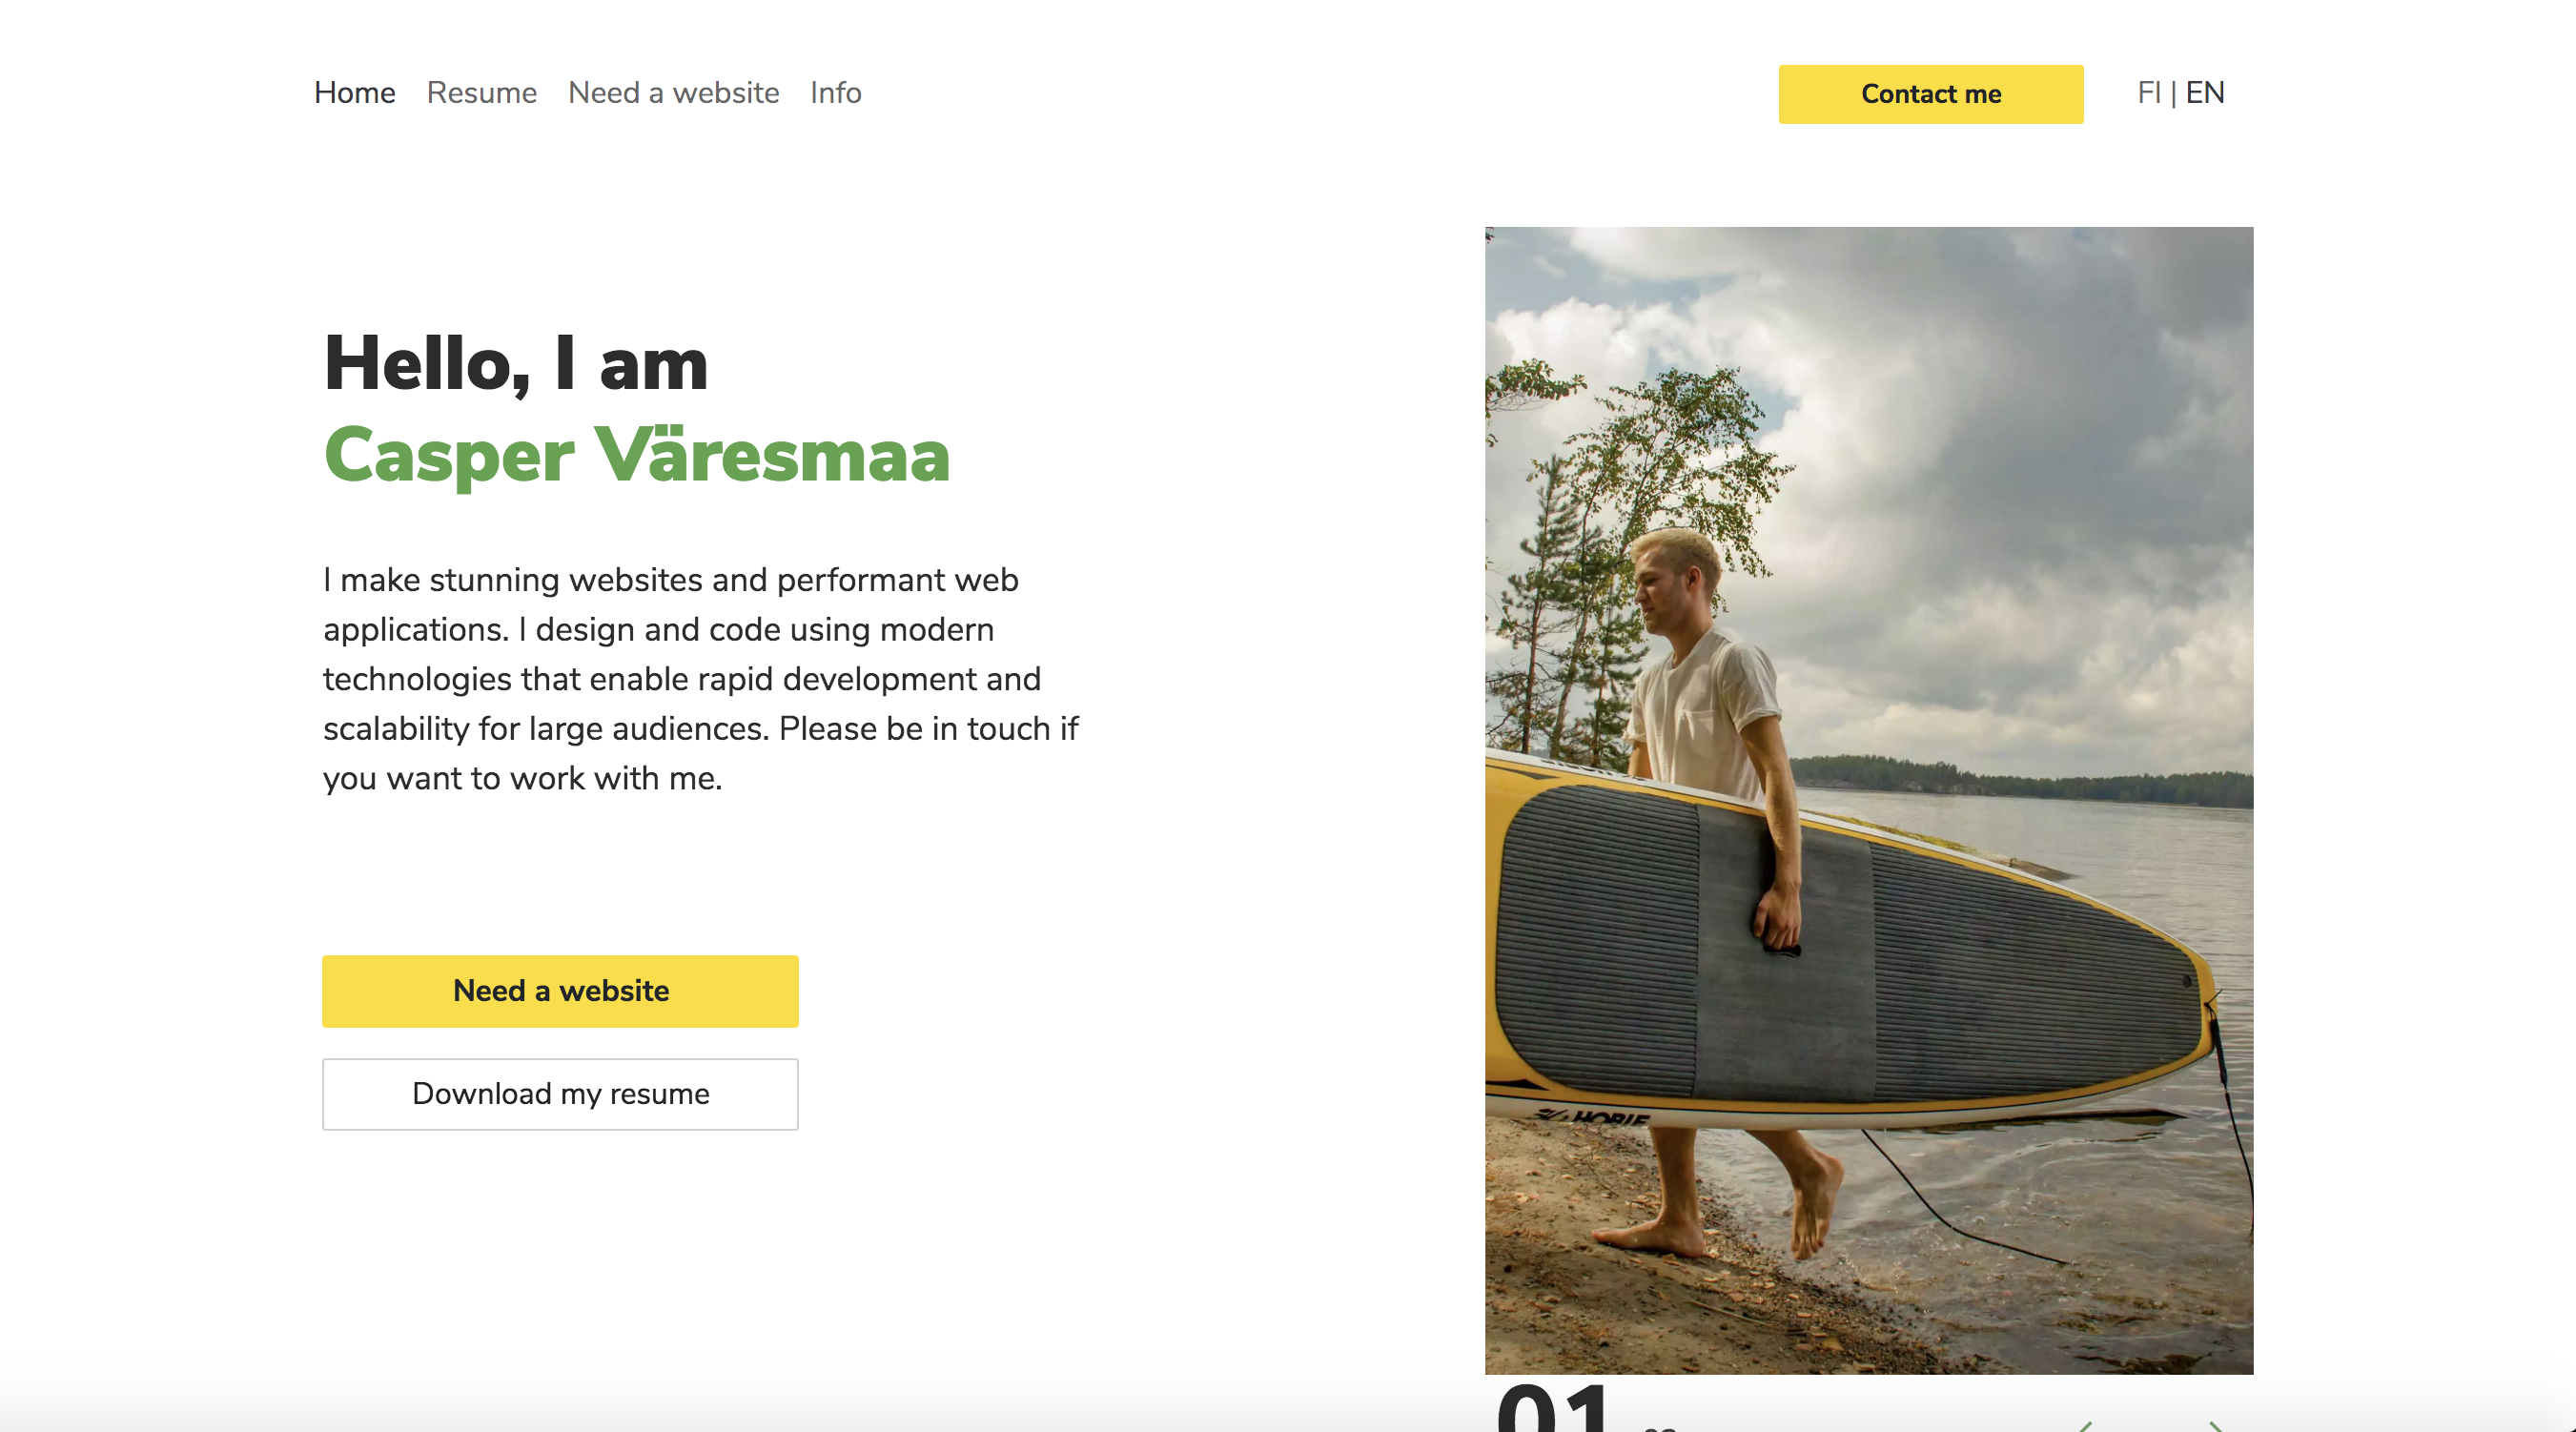 Home Resume Need a website Info Contact me FI | EN
Hello, I am
Casper Väresmaa
I make stunning websites and performant web
applications. I design and code using modern
technologies that enable rapid development and
scalability for large audiences. Please be in touch if
you want to work with me.
Need a website
Download my resume
HOBIE
01